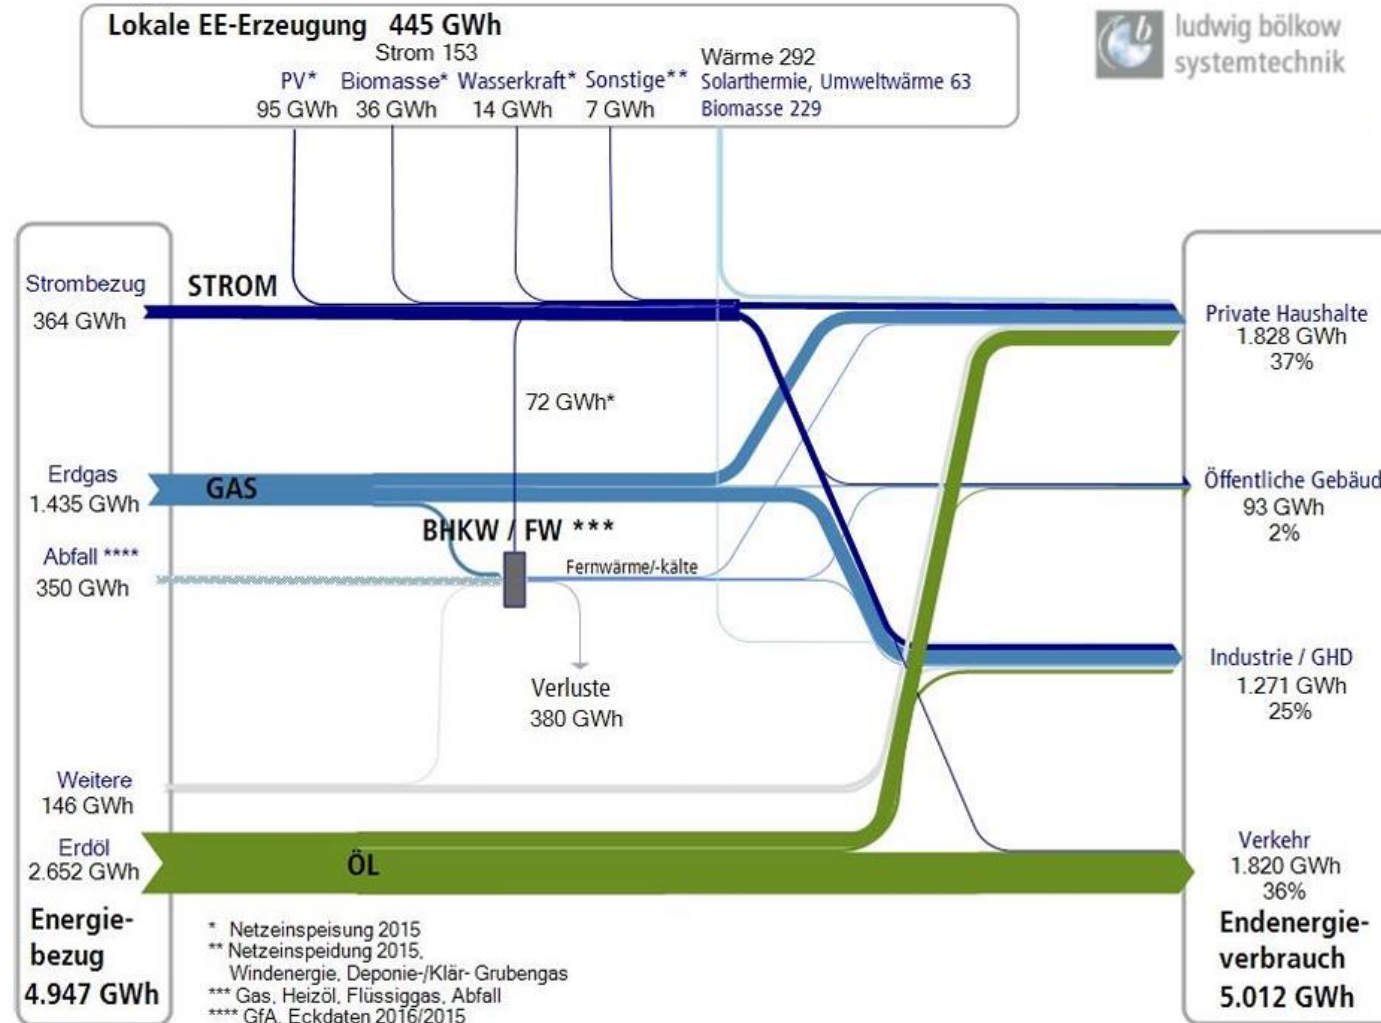 Lokale EE-Erzeugung 445 GWh
Strom 153
PV* Biomasse* Wasserkraft* Sonstige**
95 GWh 36 GWh 14 GWh 7 GWh
Wärme 292
Solarthermie, Umweltwärme 63
Biomasse 229
ludwig bölkow
systemtechnik
Strombezug
364 GWh
STROM
Private Haushalte
1.828 GWh
37%
72 GWh*
Erdgas
1.435 GWh
GAS
Öffentliche Gebäud
93 GWh
2%
BHKW / FW ***
Abfall ****
350 GWh
Fernwärme/-kälte
Verluste
380 GWh
Industrie / GHD
1.271 GWh
25%
Weitere
146 GWh
Erdöl
2.652 GWh
ÖL
Verkehr
1.820 GWh
36%
Energie-
bezug
4.947 GWh
* Netzeinspeisung 2015
** Netzeinspeidung 2015,
Windenergie, Deponie-/Klär- Grubengas
*** Gas, Heizöl, Flüssiggas, Abfall
**** GfA, Eckdaten 2016/2015
Endenergie-
verbrauch
5.012 GWh